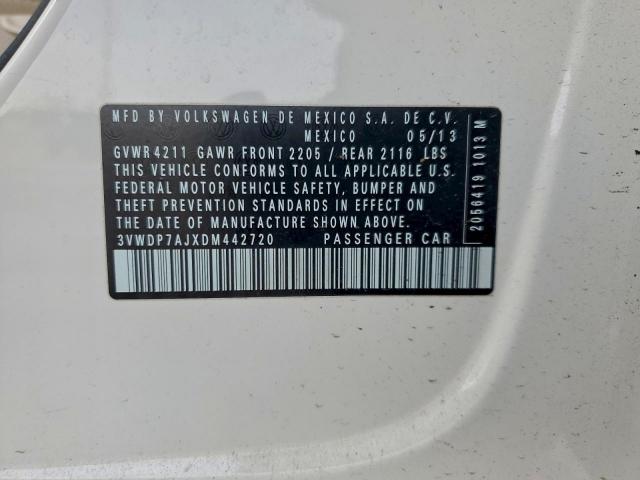 MFD BY VOLKSWAGEN DE MEXICO S.A. DE C.V.
MEXICO 05/13
GVWR 4211 GAWR FRONT 2205 / REAR 2116 LBS
THIS VEHICLE CONFORMS TO ALL APPLICABLE U.S.
FEDERAL MOTOR VEHICLE SAFETY, BUMPER AND
THEFT PREVENTION STANDARDS IN EFFECT ON
THE DATE OF MANUFACTURE SHOWN ABOVE.
3VWDP7AJXDM442720 PASSENGER CAR
2056419 1013 M